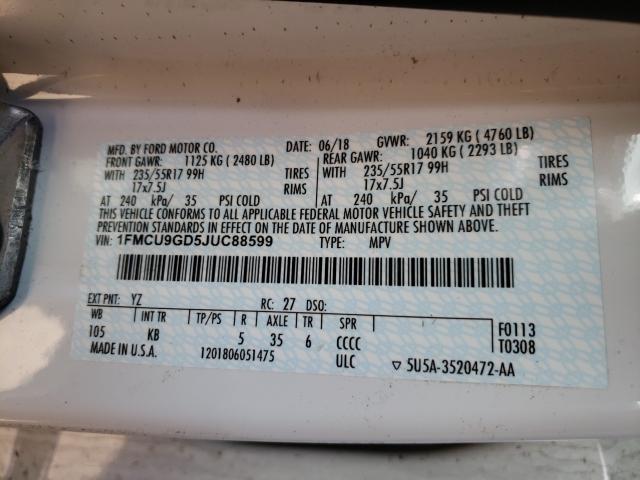 MFD. BY FORD MOTOR CO. DATE: 06/18 GVWR: 2159 KG ( 4760 LB)
FRONT GAWR: 1125 KG ( 2480 LB) REAR GAWR: 1040 KG ( 2293 LB)
WITH 235/55R17 99H TIRES WITH 235/55R17 99H TIRES
17x7.5J RIMS 17x7.5J RIMS
AT 240 kPa/ 35 PSI COLD AT 240 kPa/ 35 PSI COLD
THIS VEHICLE CONFORMS TO ALL APPLICABLE FEDERAL MOTOR VEHICLE SAFETY AND THEFT
PREVENTION STANDARDS IN EFFECT ON THE DATE OF MANUFACTURE SHOWN ABOVE.
VIN: 1FMCU9GD5JUC88599 TYPE: MPV
EXT PNT: YZ RC: 27 DSO:
WB INT TR TP/PS R AXLE TR SPR F0113
105 KB 5 35 6 CCCC T0308
MADE IN U.S.A. 1201806051475 ULC ▽ 5U5A-3520472-AA